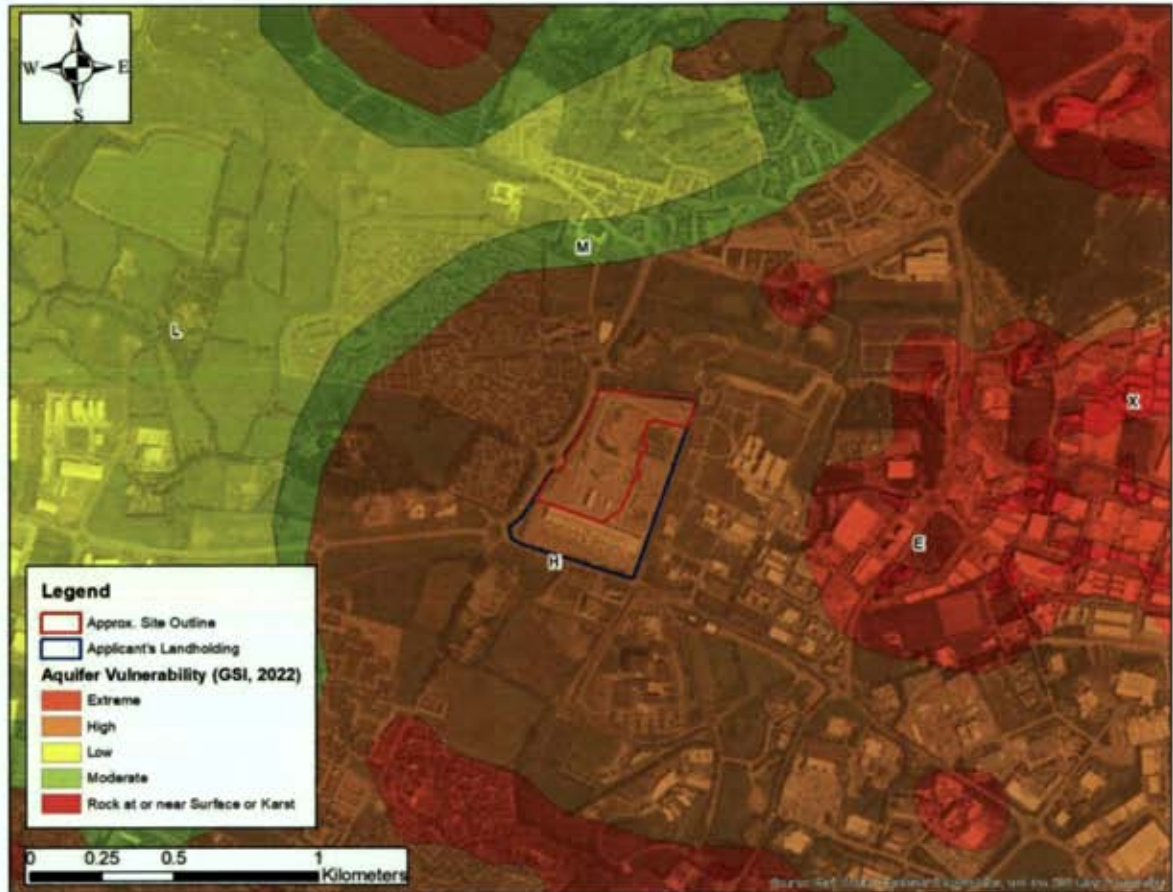 N
W E
S
M
L
X
E
H
Legend
Approx. Site Outline
Applicant's Landholding
Aquifer Vulnerability (GSI, 2022)
Extreme
High
Low
Moderate
Rock at or near Surface or Karst
0 0.25 0.5 1
Kilometers